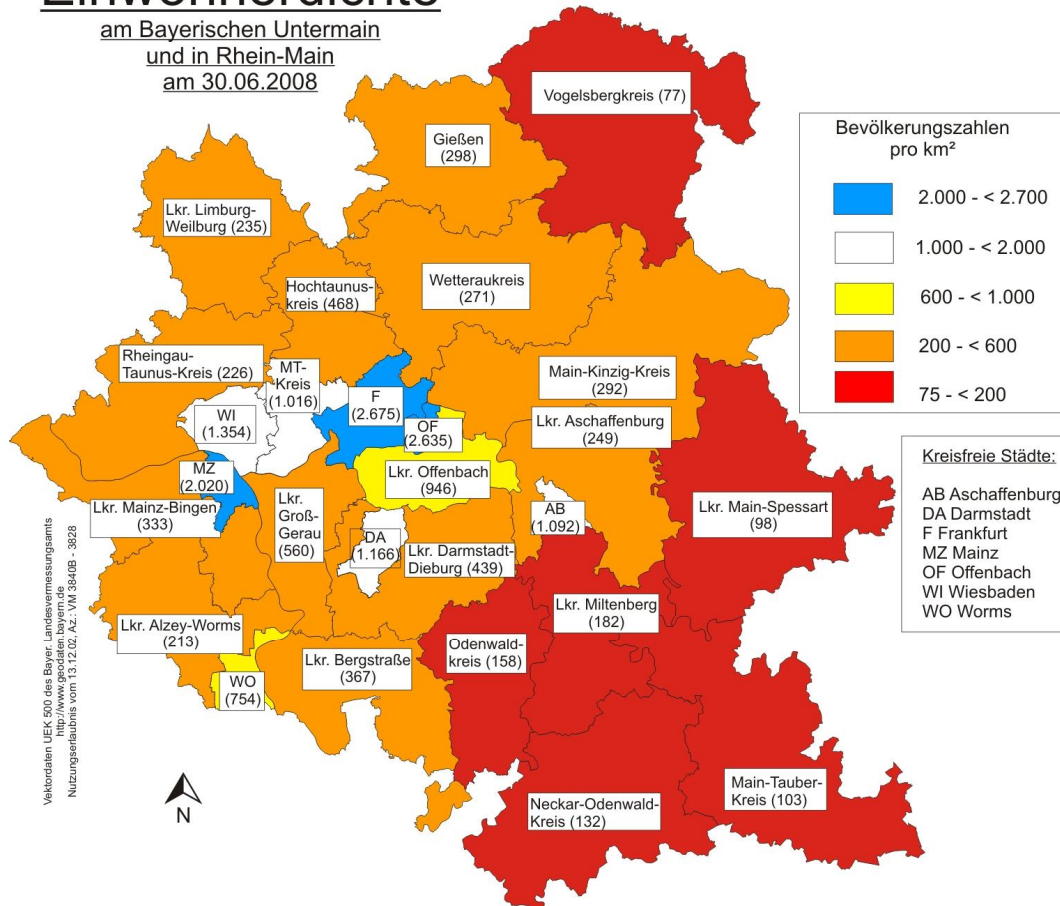 Einwohnerdichte
am Bayerischen Untermain
und in Rhein-Main
am 30.06.2008
Vogelsbergkreis (77)
Gießen
(298)
Lkr. Limburg-
Weilburg (235)
Wetteraukreis
(271)
Hochtaunus-
kreis (468)
Rheingau-
Taunus-Kreis (226)
MT-
Kreis
(1.016)
F
(2.675)
Main-Kinzig-Kreis
(292)
WI
(1.354)
OF
(2.635)
Lkr. Aschaffenburg
(249)
MZ
(2.020)
Lkr. Offenbach
(946)
Lkr. Mainz-Bingen
(333)
Lkr.
Groß-
Gerau
(560)
DA
(1.166)
AB
(1.092)
Lkr. Main-Spessart
(98)
Lkr. Darmstadt-
Dieburg (439)
Lkr. Miltenberg
(182)
Lkr. Alzey-Worms
(213)
Odenwald-
kreis (158)
Lkr. Bergstraße
(367)
WO
(754)
Neckar-Odenwald-
Kreis (132)
Main-Tauber-
Kreis (103)
N
Bevölkerungszahlen
pro km²
2.000 - < 2.700
1.000 - < 2.000
600 - < 1.000
200 - < 600
75 - < 200
Kreisfreie Städte:
AB Aschaffenburg
DA Darmstadt
F Frankfurt
MZ Mainz
OF Offenbach
WI Wiesbaden
WO Worms
Vektordaten UEK 500 des Bayer. Landesvermessungsamts
http://www.geodaten.bayern.de
Nutzungserlaubnis vom 13.12.02, Az.: VM 3840B - 3828